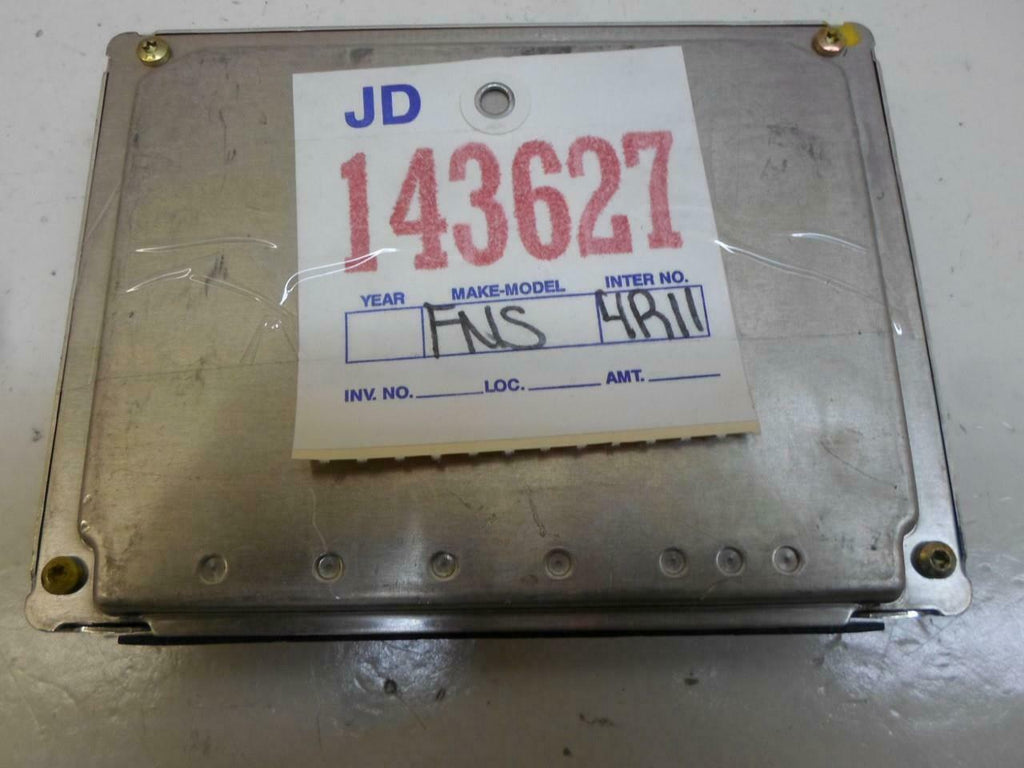 JD
143627
YEAR MAKE-MODEL INTER NO.
FNS 4R11
INV. NO. LOC. AMT.